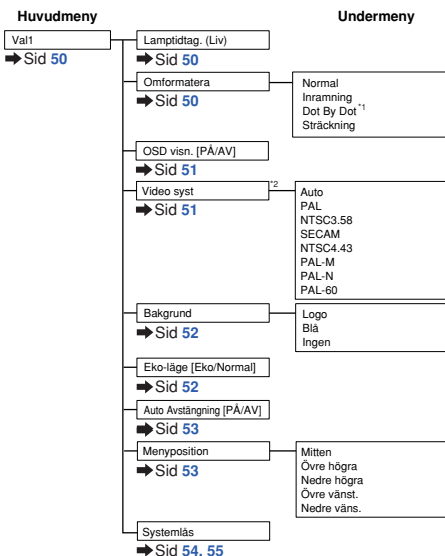 Huvudmeny
Undermeny
Val1
➡ Sid 50
Lamptidtag. (Liv)
➡ Sid 50
Omformatera
➡ Sid 50
Normal
Inramning
Dot By Dot *1
Sträckning
OSD visn. [PÅ/AV]
➡ Sid 51
Video syst *2
➡ Sid 51
Auto
PAL
NTSC3.58
SECAM
NTSC4.43
PAL-M
PAL-N
PAL-60
Bakgrund
➡ Sid 52
Logo
Blå
Ingen
Eko-läge [Eko/Normal]
➡ Sid 52
Auto Avstängning [PÅ/AV]
➡ Sid 53
Menyposition
➡ Sid 53
Mitten
Övre högra
Nedre högra
Övre vänst.
Nedre väns.
Systemlås
➡ Sid 54, 55